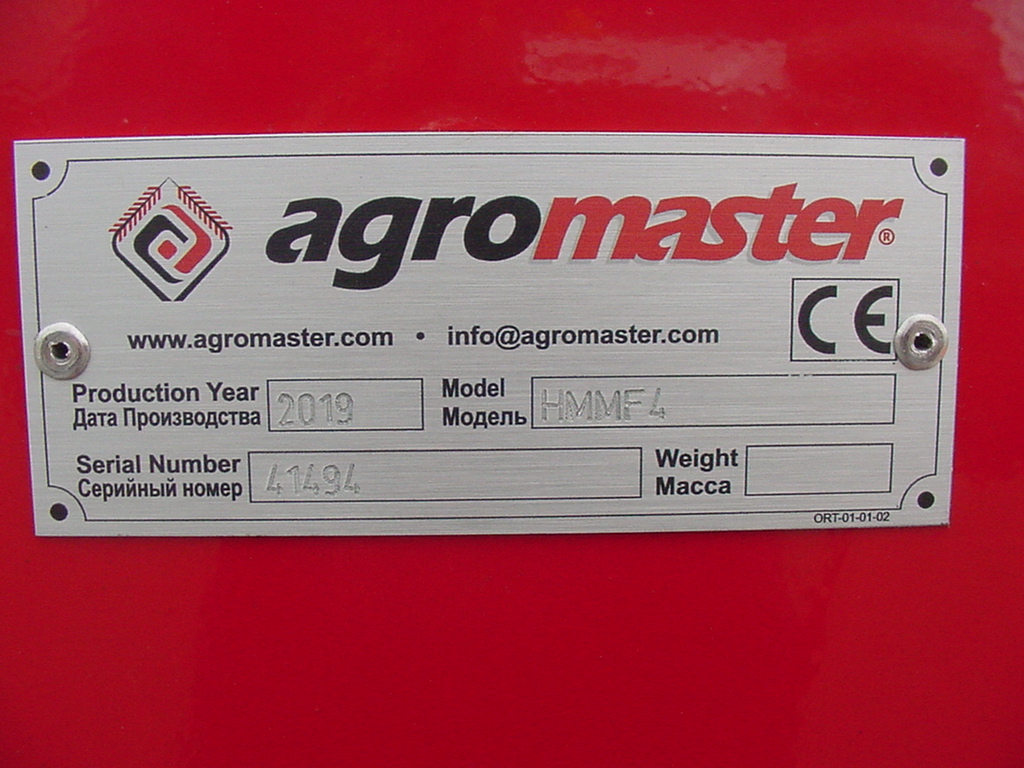 agromaster®
www.agromaster.com • info@agromaster.com
CE
Production Year
Дата Производства
2019
Model
Модель
HMMF4
Serial Number
Серийный номер
41494
Weight
Масса
ORT-01-01-02